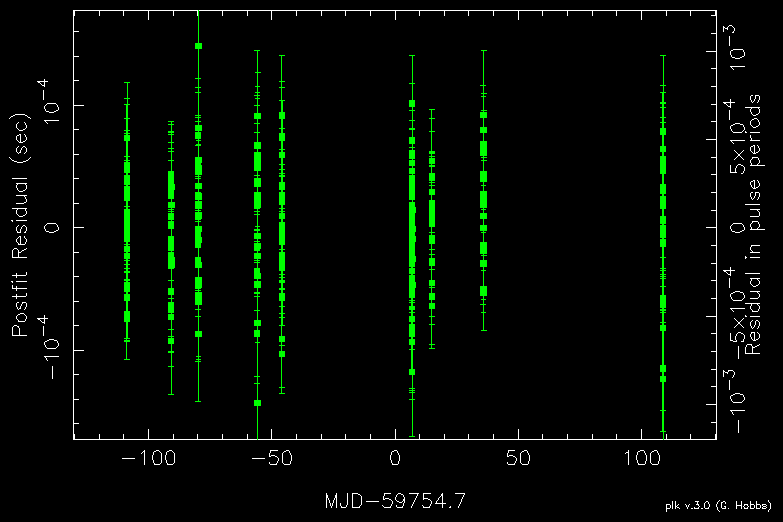 Postfit Residual (sec)
10⁻⁴
0
−10⁻⁴
10⁻³
5×10⁻⁴
0
−5×10⁻⁴
−10⁻³
Residual in pulse periods
−100 −50 0 50 100
MJD−59754.7
plk v.3.0 (G. Hobbs)